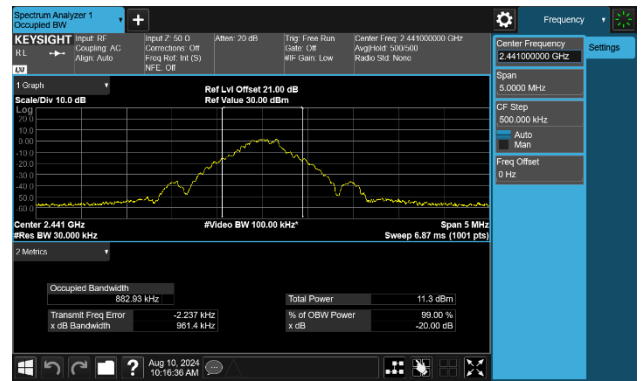 Spectrum Analyzer 1
Occupied BW
Frequency
KEYSIGHT
RL
Input: RF
Coupling: AC
Align: Auto
Input Z: 50 Ω
Corrections: Off
Freq Ref: Int (S)
NFE: Off
Atten: 20 dB
Trig: Free Run
Gate: Off
#IF Gain: Low
Center Freq: 2.441000000 GHz
Avg|Hold: 500/500
Radio Std: None
LXI
1 Graph
Scale/Div 10.0 dB
Ref Lvl Offset 21.00 dB
Ref Value 30.00 dBm
Log
20.0
10.0
0.00
-10.0
-20.0
-30.0
-40.0
-50.0
-60.0
Center 2.441 GHz
#Res BW 30.000 kHz
#Video BW 100.00 kHz*
Span 5 MHz
Sweep 6.87 ms (1001 pts)
2 Metrics
Occupied Bandwidth
882.93 kHz
Total Power 11.3 dBm
Transmit Freq Error -2.237 kHz
% of OBW Power 99.00 %
x dB Bandwidth 961.4 kHz
x dB -20.00 dB
?
Aug 10, 2024
10:16:36 AM
Center Frequency
2.441000000 GHz
Settings
Span
5.0000 MHz
CF Step
500.000 kHz
Auto
Man
Freq Offset
0 Hz